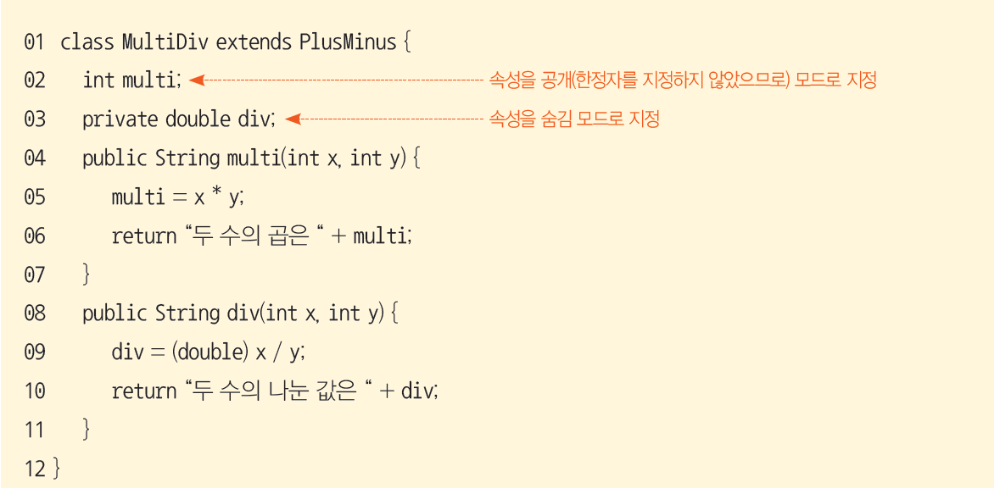 01 class MultiDiv extends PlusMinus {
02 int multi; 속성을 공개(한정자를 지정하지 않았으므로) 모드로 지정
03 private double div; 속성을 숨김 모드로 지정
04 public String multi(int x, int y) {
05 multi = x * y;
06 return “두 수의 곱은 “ + multi;
07 }
08 public String div(int x, int y) {
09 div = (double) x / y;
10 return “두 수의 나눈 값은 “ + div;
11 }
12 }